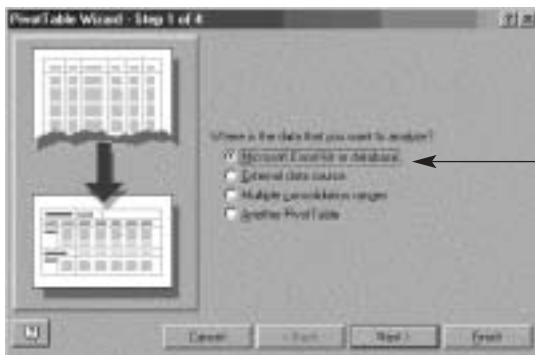 PivotTable Wizard - Step 1 of 4
Where is the data that you want to analyze?
Microsoft Excel list or database
External data source
Multiple consolidation ranges
Another PivotTable
Cancel
< Back
Next >
Finish